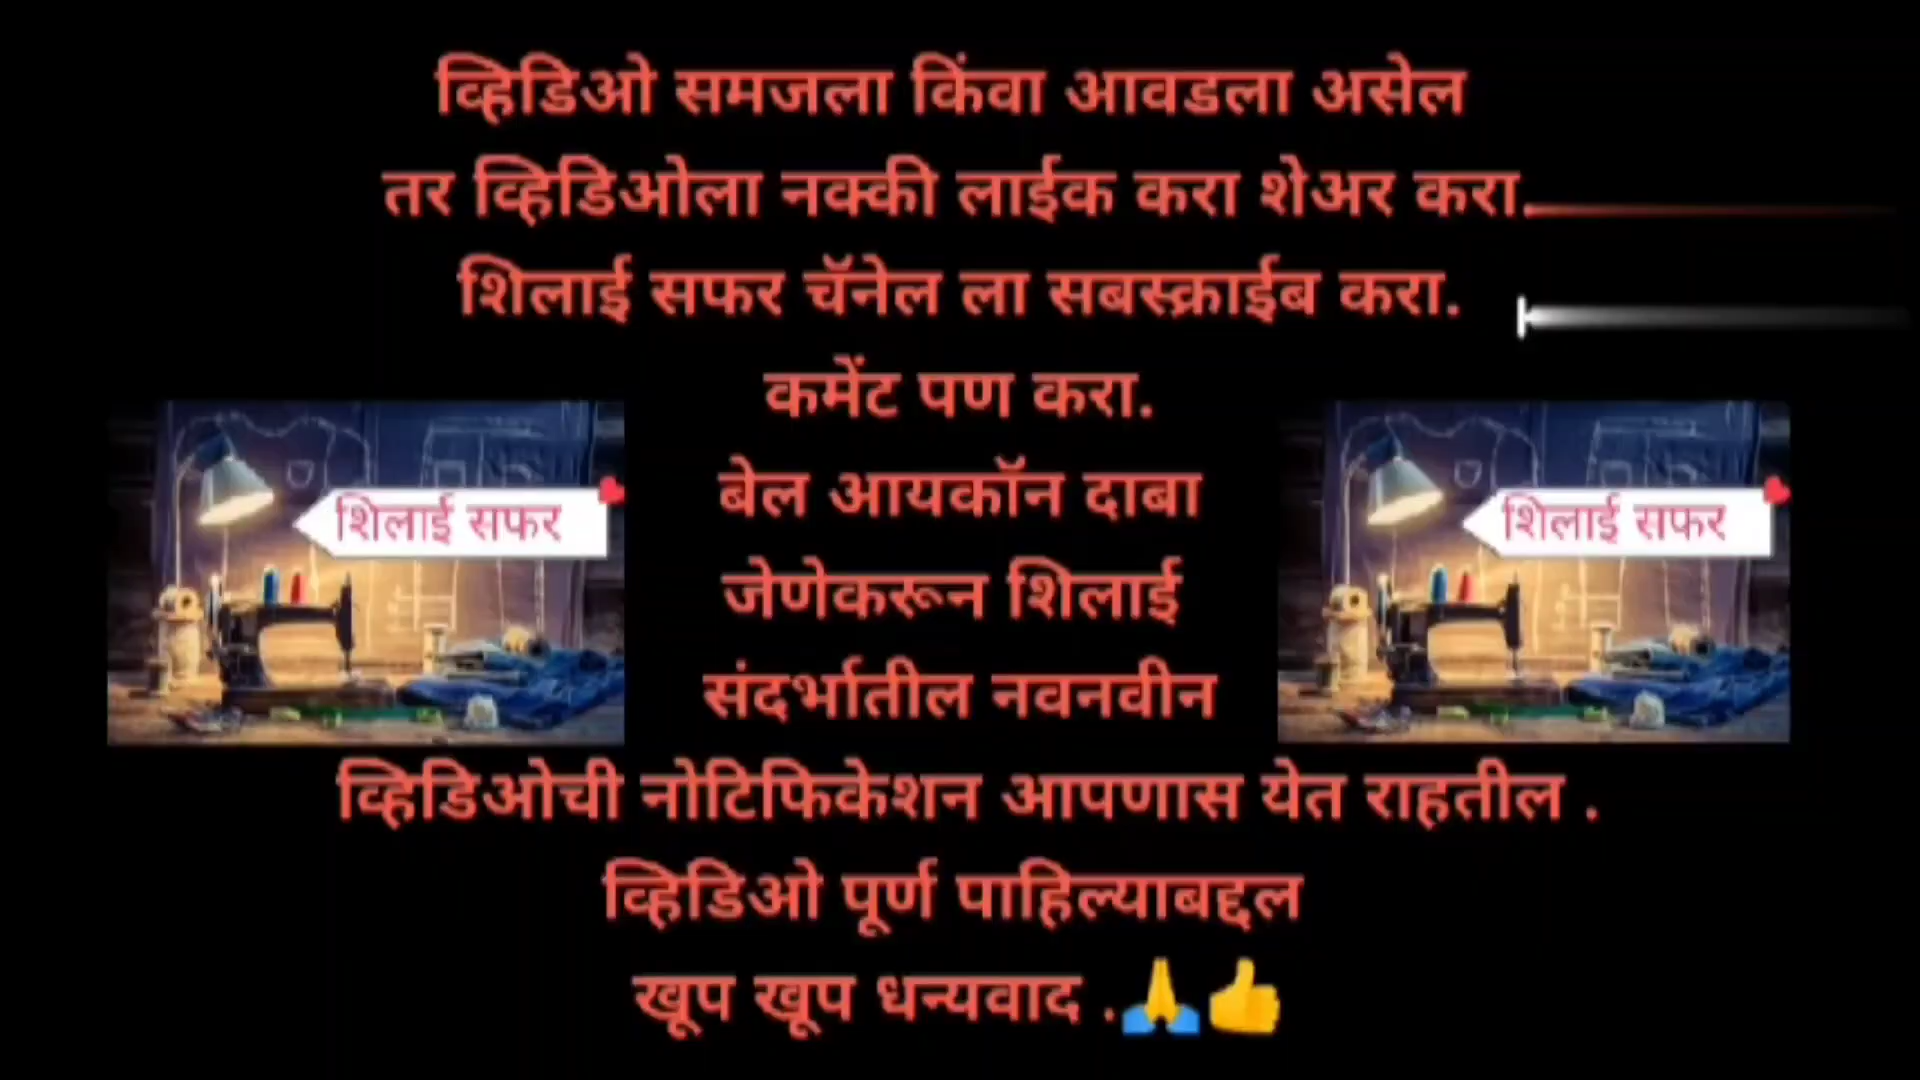 व्हिडिओ समजला किंवा आवडला असेल
तर व्हिडिओला नक्की लाईक करा शेअर करा.
शिलाई सफर चॅनेल ला सबस्क्राईब करा.
कमेंट पण करा.
बेल आयकॉन दाबा
शिलाई सफर
शिलाई सफर
जेणेकरून शिलाई
संदर्भातील नवनवीन
व्हिडिओची नोटिफिकेशन आपणास येत राहतील .
व्हिडिओ पूर्ण पाहिल्याबद्दल
खूप खूप धन्यवाद .🙏👍